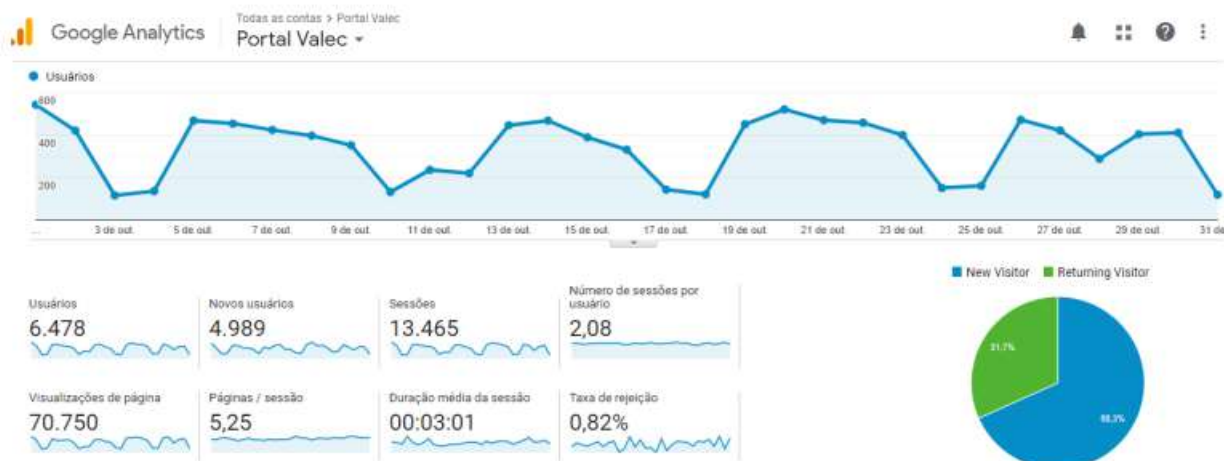 Google Analytics
Todas as contas > Portal Valec
Portal Valec
Usuários
600
400
200
...
3 de out.
5 de out.
7 de out.
9 de out.
11 de out.
13 de out.
15 de out.
17 de out.
19 de out.
21 de out.
23 de out.
25 de out.
27 de out.
29 de out.
31 de
New Visitor
Returning Visitor
Usuários
6.478
Novos usuários
4.989
Sessões
13.465
Número de sessões por
usuário
2,08
Visualizações de página
70.750
Páginas / sessão
5,25
Duração média da sessão
00:03:01
Taxa de rejeição
0,82%
31,7%
68,3%